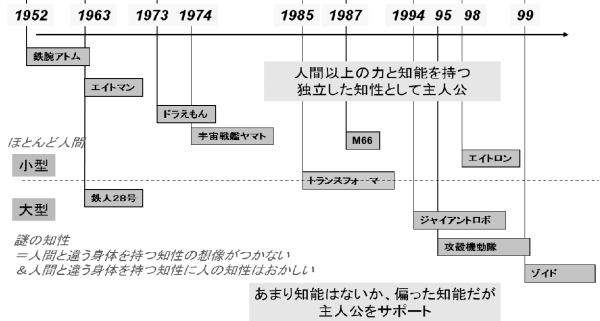 1952 1963 1973 1974 1985 1987 1994 95 98 99
鉄腕アトム
エイトマン
人間以上の力と知能を持つ
独立した知性として主人公
ドラえもん
宇宙戦艦ヤマト
M66
ほとんど人間
小型
エイトロン
トランスフォーマ
大型
鉄人28号
ジャイアントロボ
謎の知性
＝人間と違う身体を持つ知性の想像がつかない
＆人間と違う身体を持つ知性に人の知性はおかしい
攻殻機動隊
ゾイド
あまり知能はないか、偏った知能だが
主人公をサポート